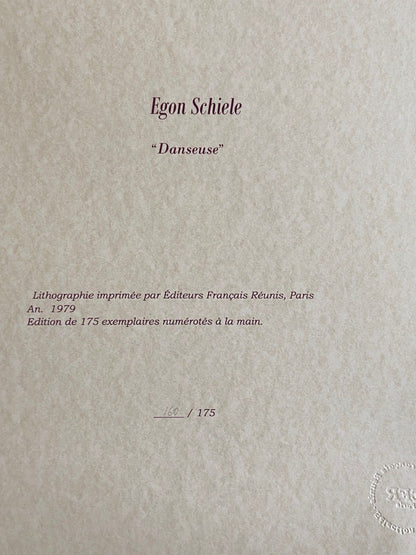 Egon Schiele
“Danseuse”
Lithographie imprimée par Éditeurs Français Réunis, Paris
An. 1979
Edition de 175 exemplaires numérotés à la main.
160 / 175